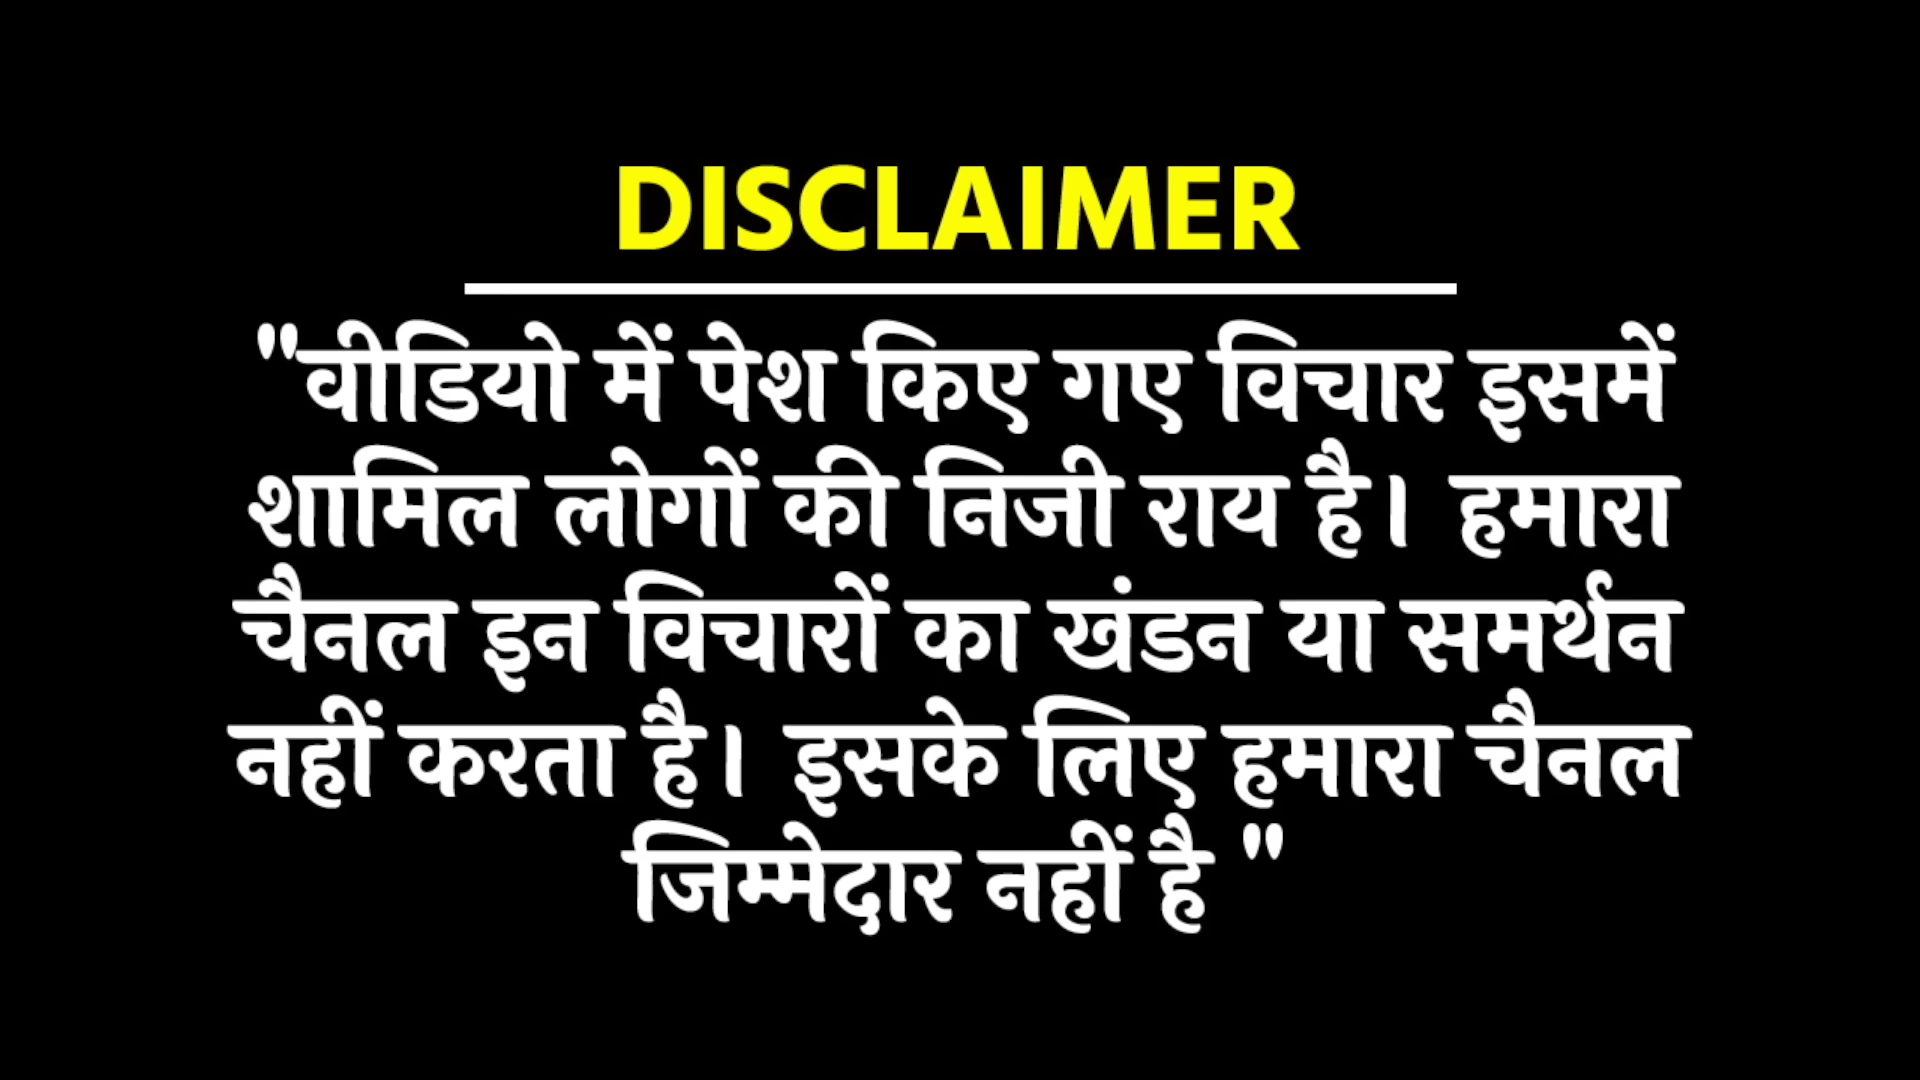 DISCLAIMER
"वीडियो में पेश किए गए विचार इसमें
शामिल लोगों की निजी राय है। हमारा
चैनल इन विचारों का खंडन या समर्थन
नहीं करता है। इसके लिए हमारा चैनल
जिम्मेदार नहीं है "